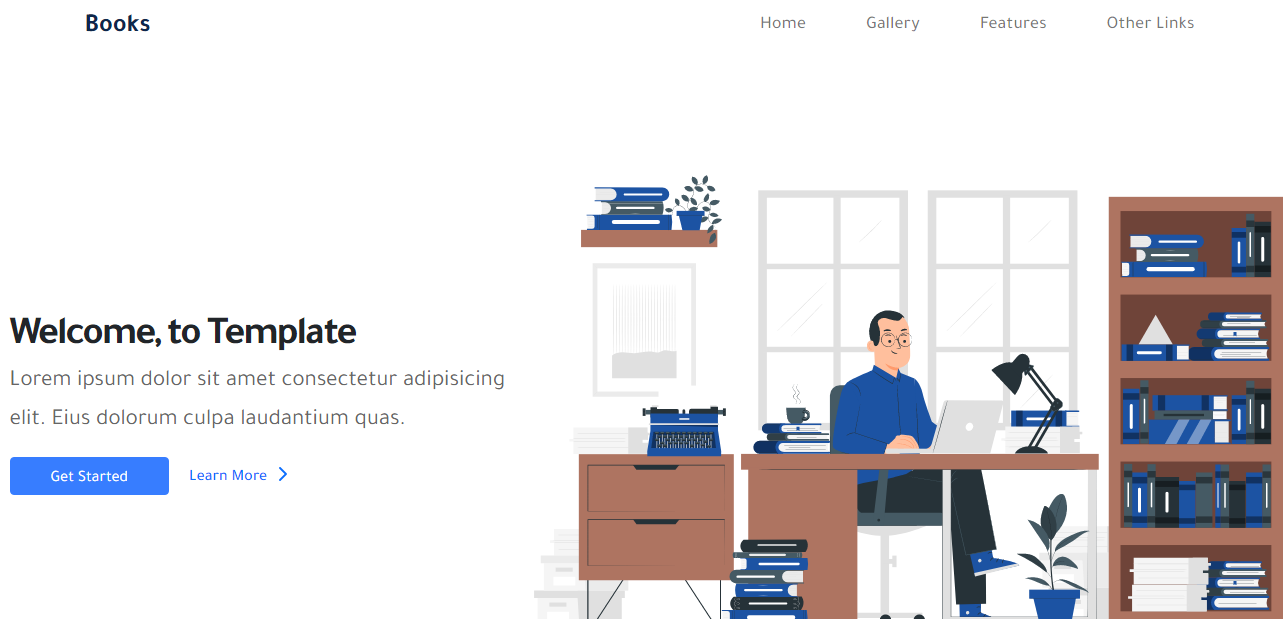 Books
Home
Gallery
Features
Other Links
Welcome, to Template
Lorem ipsum dolor sit amet consectetur adipisicing
elit. Eius dolorum culpa laudantium quas.
Get Started
Learn More